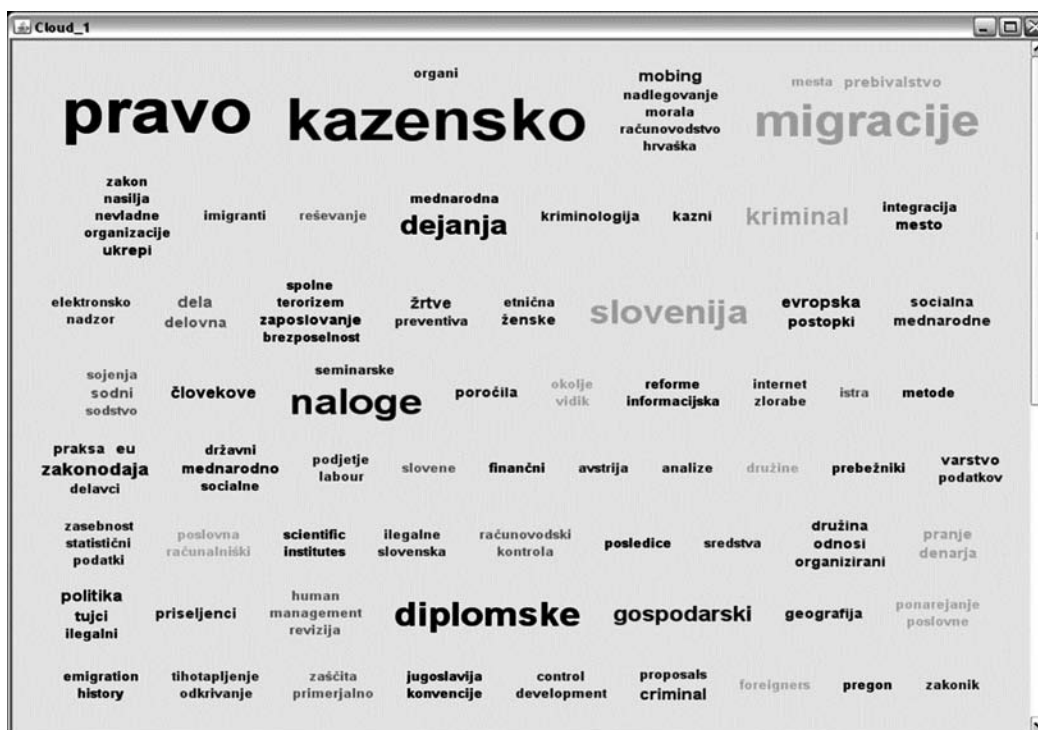 Cloud_1
organi
pravo
kazensko
mobing
nadlegovanje
morala
računovodstvo
hrvaška
mesta prebivalstvo
migracije
zakon
nasilja
nevladne
organizacije
ukrepi
imigranti
reševanje
mednarodna
dejanja
kriminologija
kazni
kriminal
integracija
mesto
elektronsko
nadzor
dela
delovna
spolne
terorizem
zaposlovanje
brezposelnost
žrtve
preventiva
etnična
ženske
slovenija
evropska
postopki
socialna
mednarodne
sojenja
sodni
sodstvo
človekove
seminarske
naloge
poročila
okolje
vidik
reforme
informacijska
internet
zlorabe
istra
metode
praksa eu
zakonodaja
delavci
državni
mednarodno
socialne
podjetje
labour
slovene
finančni
avstrija
analize
družine
prebežniki
varstvo
podatkov
zasebnost
statistični
podatki
poslovna
računalniški
scientific
institutes
ilegalne
slovenska
računovodski
kontrola
posledice
sredstva
družina
odnosi
organizirani
pranje
denarja
politika
tujci
ilegalni
priseljenci
human
management
revizija
diplomske
gospodarski
geografija
ponarejanje
poslovne
emigration
history
tihotapljenje
odkrivanje
zaščita
primerjalno
jugoslavija
konvencije
control
development
proposals
criminal
foreigners
pregon
zakonik